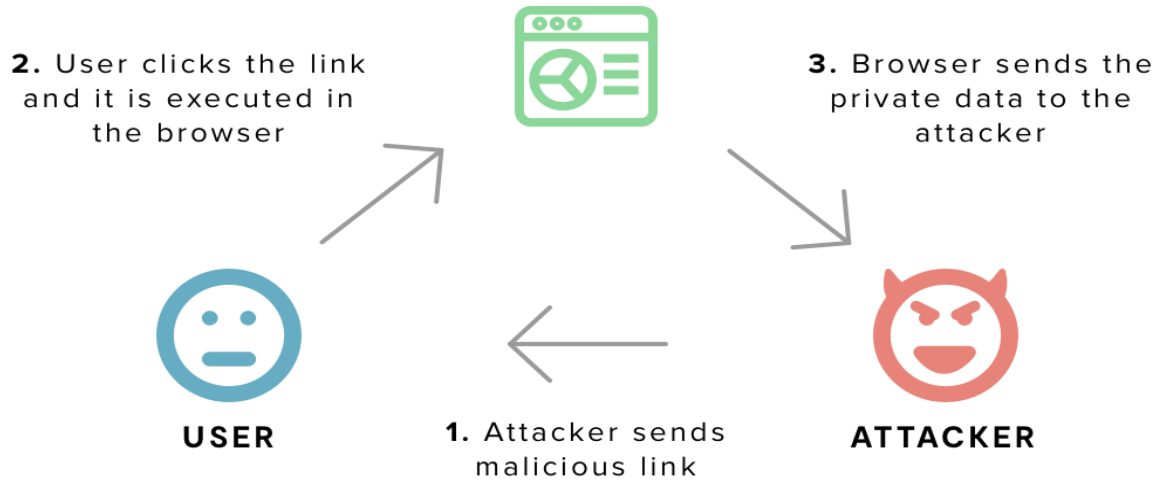 2. User clicks the link
and it is executed in
the browser
3. Browser sends the
private data to the
attacker
USER
1. Attacker sends
malicious link
ATTACKER